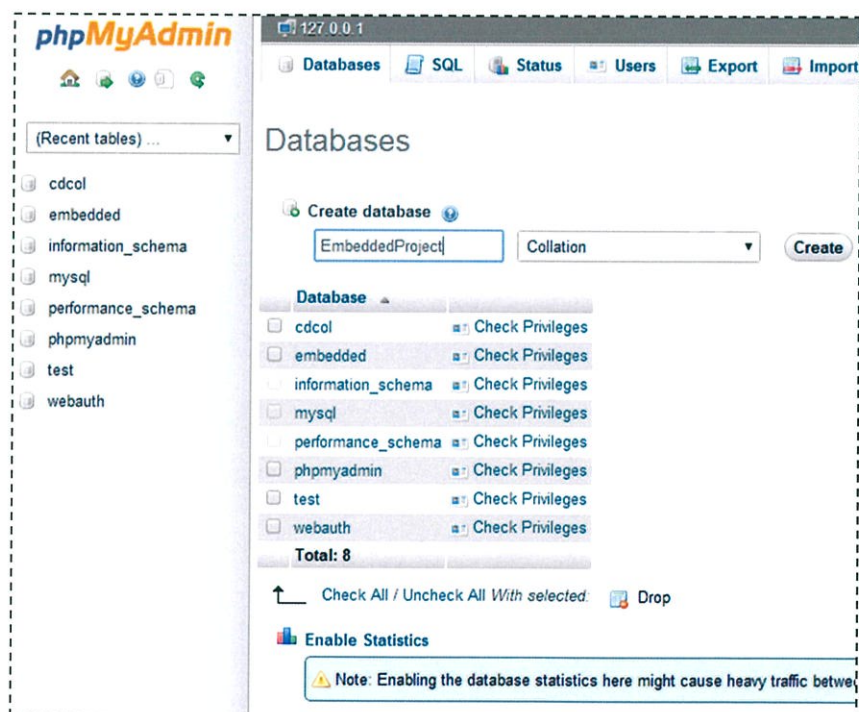 phpMyAdmin
(Recent tables) ...
cdcol
embedded
information_schema
mysql
performance_schema
phpmyadmin
test
webauth
127.0.0.1
Databases SQL Status Users Export Import
Databases
Create database
EmbeddedProject Collation Create
Database
cdcol Check Privileges
embedded Check Privileges
information_schema Check Privileges
mysql Check Privileges
performance_schema Check Privileges
phpmyadmin Check Privileges
test Check Privileges
webauth Check Privileges
Total: 8
Check All / Uncheck All With selected: Drop
Enable Statistics
Note: Enabling the database statistics here might cause heavy traffic betwe